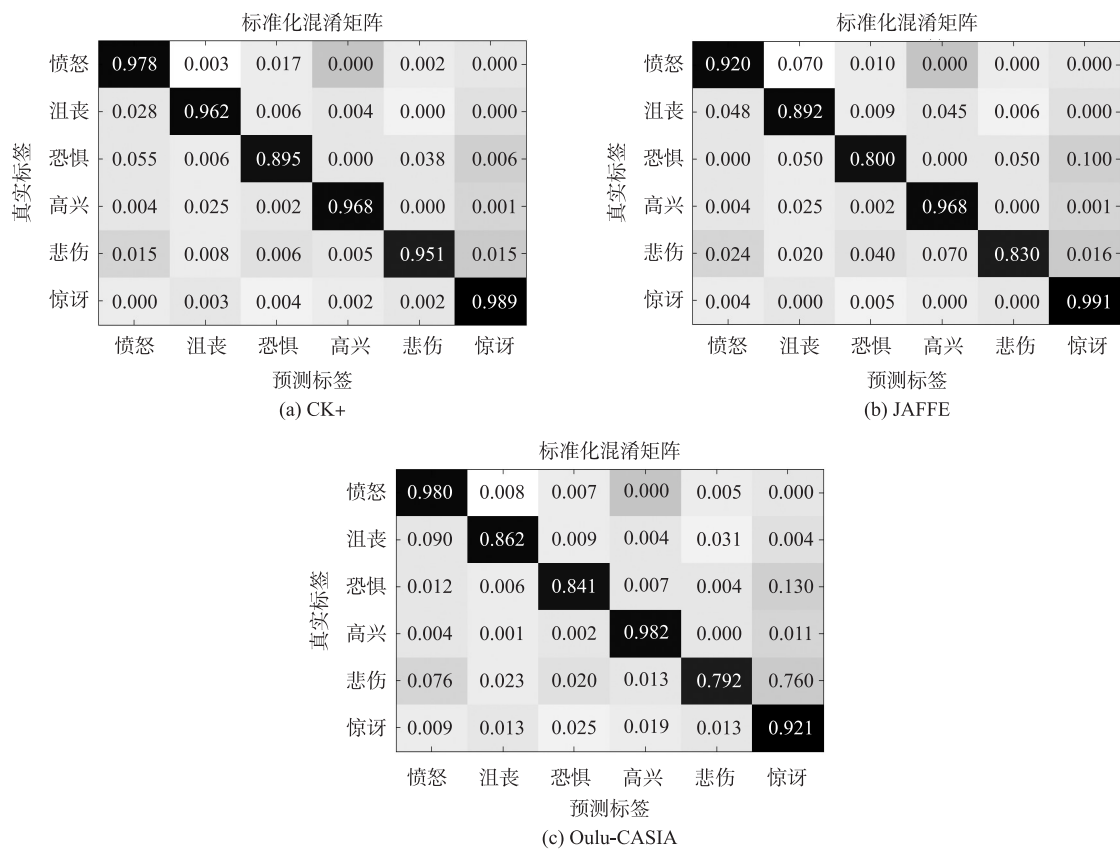 标准化混淆矩阵
愤怒 0.978 0.003 0.017 0.000 0.002 0.000
沮丧 0.028 0.962 0.006 0.004 0.000 0.000
恐惧 0.055 0.006 0.895 0.000 0.038 0.006
高兴 0.004 0.025 0.002 0.968 0.000 0.001
悲伤 0.015 0.008 0.006 0.005 0.951 0.015
惊讶 0.000 0.003 0.004 0.002 0.002 0.989
真实标签
愤怒 沮丧 恐惧 高兴 悲伤 惊讶
预测标签
(a) CK+
标准化混淆矩阵
愤怒 0.920 0.070 0.010 0.000 0.000 0.000
沮丧 0.048 0.892 0.009 0.045 0.006 0.000
恐惧 0.000 0.050 0.800 0.000 0.050 0.100
高兴 0.004 0.025 0.002 0.968 0.000 0.001
悲伤 0.024 0.020 0.040 0.070 0.830 0.016
惊讶 0.004 0.000 0.005 0.000 0.000 0.991
真实标签
愤怒 沮丧 恐惧 高兴 悲伤 惊讶
预测标签
(b) JAFFE
标准化混淆矩阵
愤怒 0.980 0.008 0.007 0.000 0.005 0.000
沮丧 0.090 0.862 0.009 0.004 0.031 0.004
恐惧 0.012 0.006 0.841 0.007 0.004 0.130
高兴 0.004 0.001 0.002 0.982 0.000 0.011
悲伤 0.076 0.023 0.020 0.013 0.792 0.760
惊讶 0.009 0.013 0.025 0.019 0.013 0.921
真实标签
愤怒 沮丧 恐惧 高兴 悲伤 惊讶
预测标签
(c) Oulu-CASIA